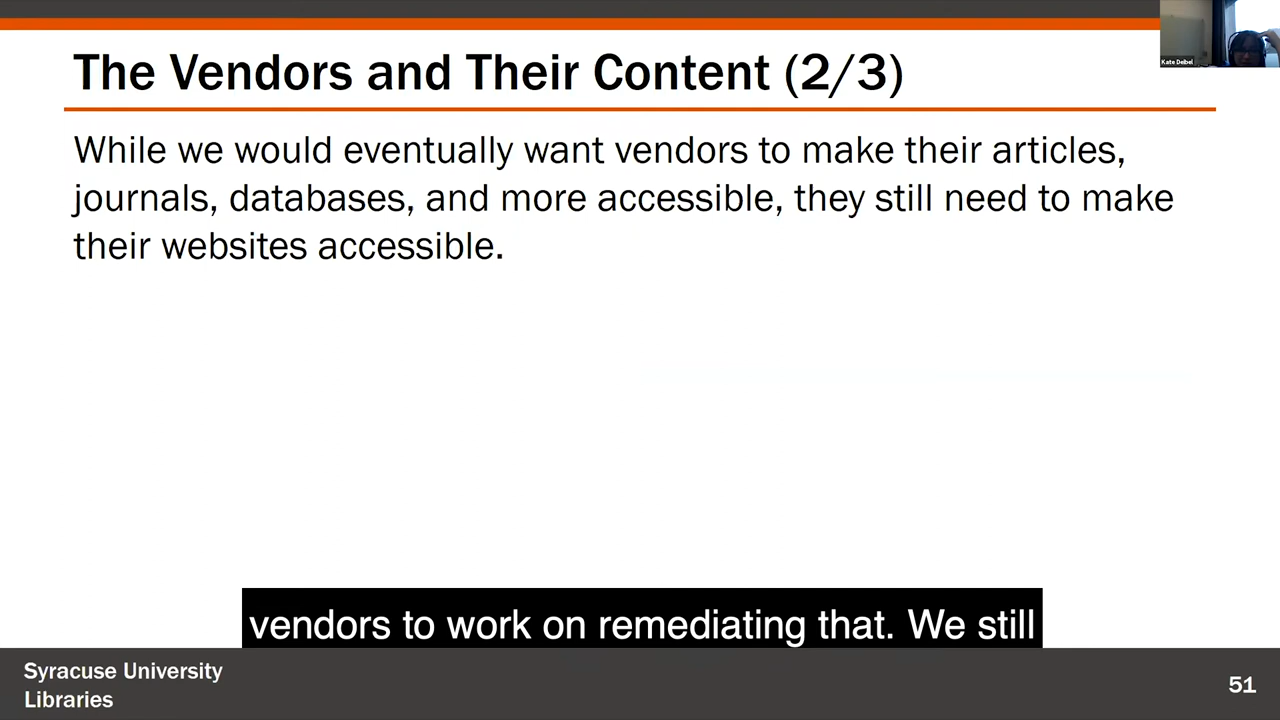 The Vendors and Their Content (2/3)
Kate Deibel
While we would eventually want vendors to make their articles,
journals, databases, and more accessible, they still need to make
their websites accessible.
vendors to work on remediating that. We still
Syracuse University
Libraries
51